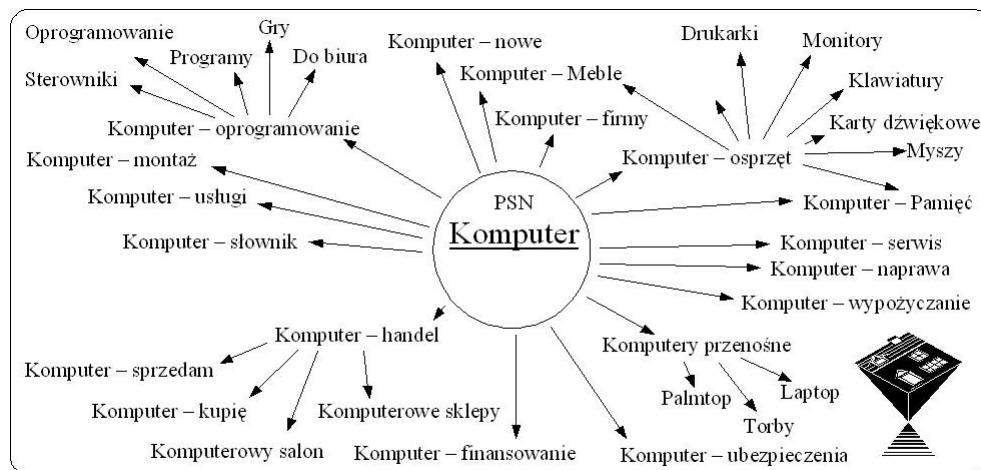 Gry
Oprogramowanie
Programy
Do biura
Sterowniki
Komputer – oprogramowanie
Komputer – montaż
Komputer – usługi
Komputer – słownik
Komputer – nowe
Komputer – Meble
Komputer – firmy
Drukarki
Monitory
Klawiatury
Karty dźwiękowe
Myszy
Komputer – osprzęt
Komputer – Pamięć
PSN
Komputer
Komputer – serwis
Komputer – naprawa
Komputer – wypożyczanie
Komputer – handel
Komputer – sprzedam
Komputer – kupię
Komputerowy salon
Komputerowe sklepy
Komputer – finansowanie
Komputery przenośne
Palmtop
Laptop
Torby
Komputer – ubezpieczenia